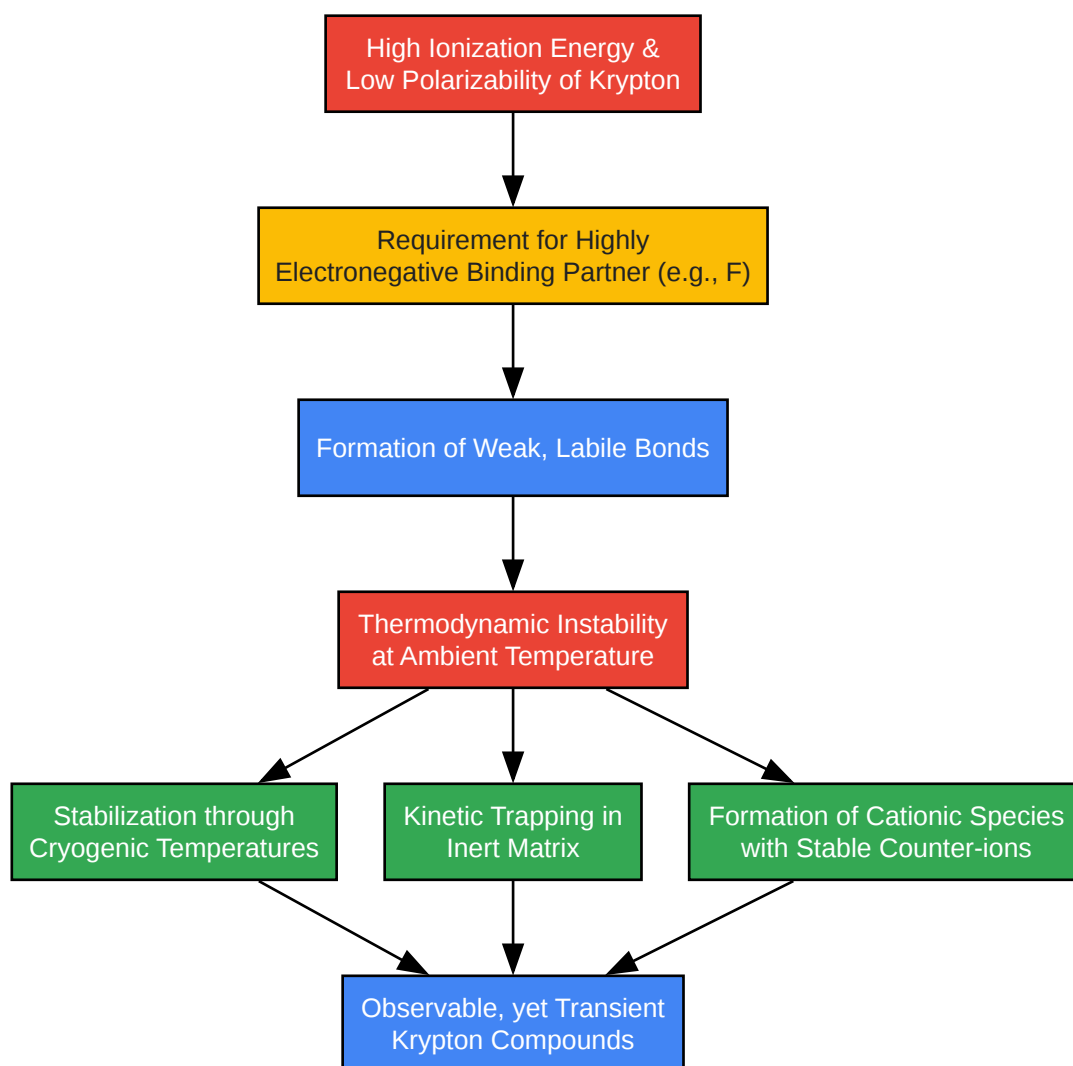 High Ionization Energy &
Low Polarizability of Krypton
Requirement for Highly
Electronegative Binding Partner (e.g., F)
Formation of Weak, Labile Bonds
Thermodynamic Instability
at Ambient Temperature
Stabilization through
Cryogenic Temperatures
Kinetic Trapping in
Inert Matrix
Formation of Cationic Species
with Stable Counter-ions
Observable, yet Transient
Krypton Compounds